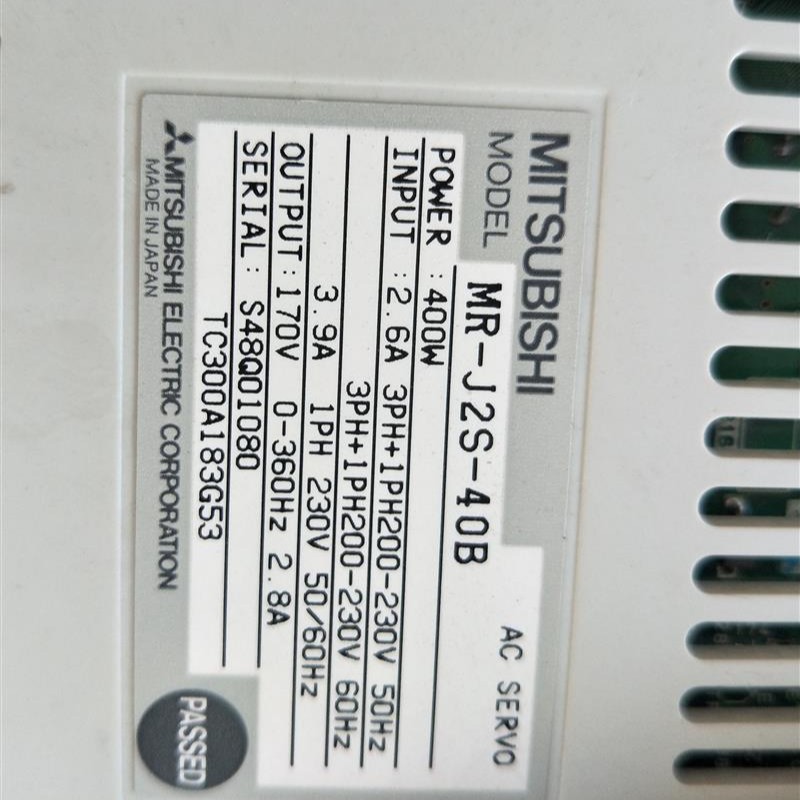 MITSUBISHI
AC SERVO
MODEL MR-J2S-40B
POWER :400W
INPUT :2.6A 3PH+1PH200-230V 50Hz
3PH+1PH200-230V 60Hz
3.9A 1PH 230V 50/60Hz
OUTPUT:170V 0-360Hz 2.8A
SERIAL: S48Q01080
TC300A183G53
MITSUBISHI ELECTRIC CORPORATION
MADE IN JAPAN
PASSED